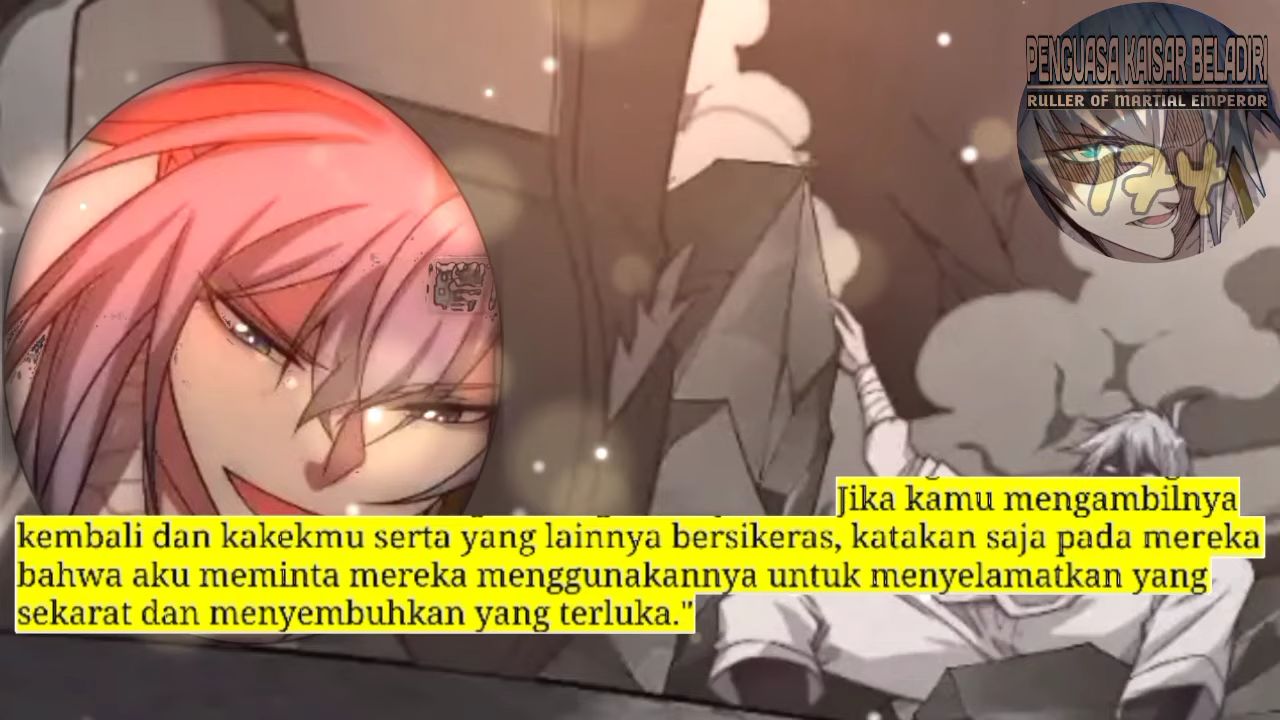 PENGUASA KAISAR BELADIRI
RULLER OF MARTIAL EMPEROR
174
Jika kamu mengambilnya
kembali dan kakekmu serta yang lainnya bersikeras, katakan saja pada mereka
bahwa aku meminta mereka menggunakannya untuk menyelamatkan yang
sekarat dan menyembuhkan yang terluka."